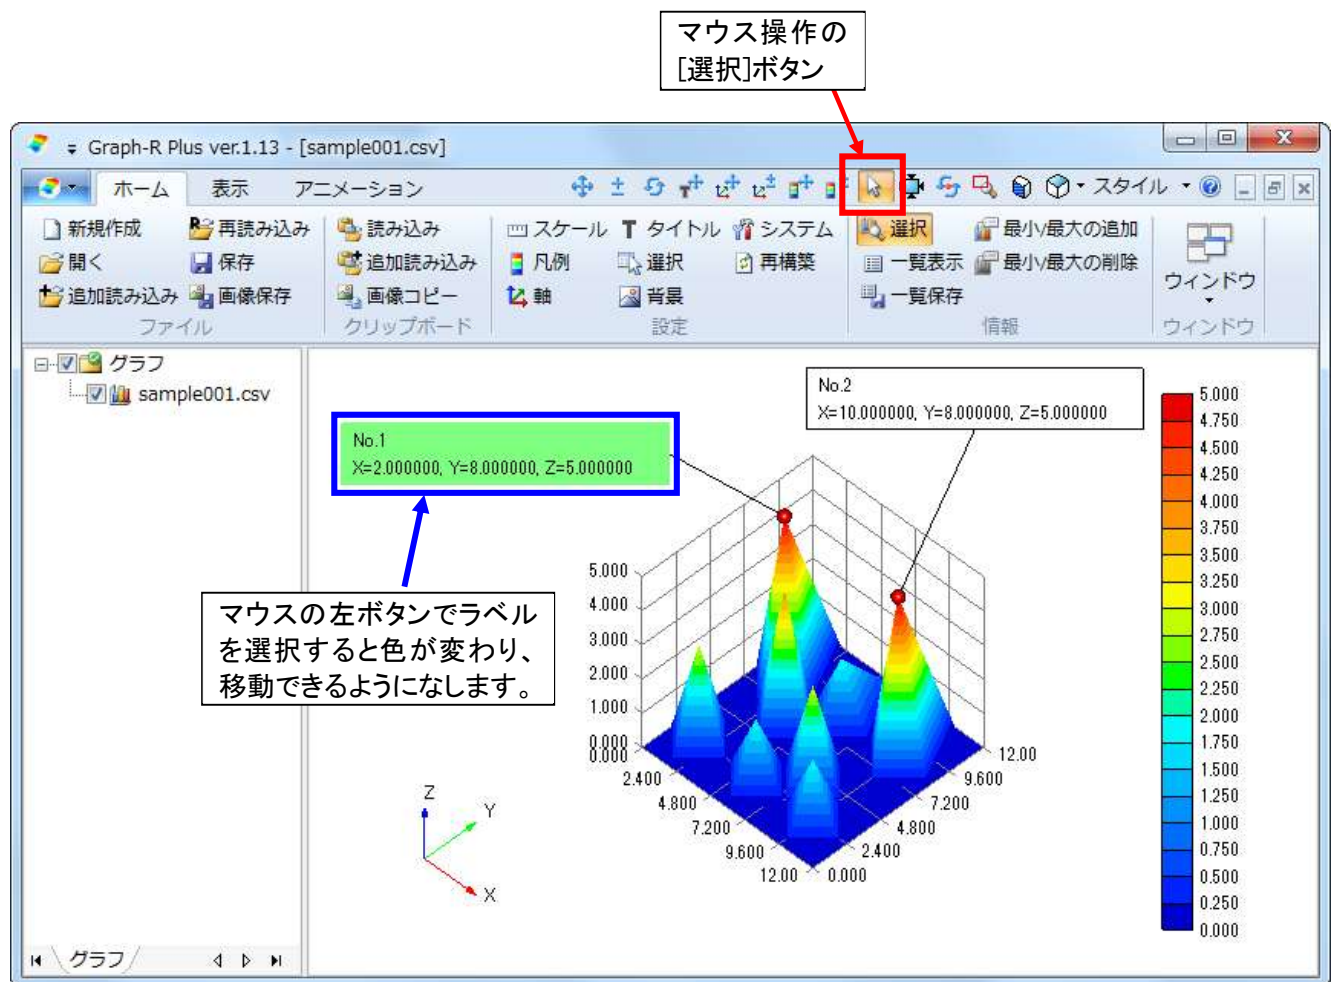 マウス操作の
[選択]ボタン
Graph-R Plus ver.1.13 - [sample001.csv]
ホーム 表示 アニメーション スタイル
新規作成 再読み込み 読み込み スケール T タイトル システム 選択 最小/最大の追加
開く 保存 追加読み込み 凡例 選択 再構築 一覧表示 最小/最大の削除
追加読み込み 画像保存 画像コピー 軸 背景 一覧保存 ウィンドウ
ファイル クリップボード 設定 情報 ウィンドウ
グラフ
sample001.csv
No.1
X=2.000000, Y=8.000000, Z=5.000000
No.2
X=10.000000, Y=8.000000, Z=5.000000
マウスの左ボタンでラベル
を選択すると色が変わり、
移動できるようになします。
5.000
4.000
3.000
2.000
1.000
0.000
0.000
2.400
4.800
7.200
9.600
12.00
0.000
2.400
4.800
7.200
9.600
12.00
Z
Y
X
5.000
4.750
4.500
4.250
4.000
3.750
3.500
3.250
3.000
2.750
2.500
2.250
2.000
1.750
1.500
1.250
1.000
0.750
0.500
0.250
0.000
グラフ